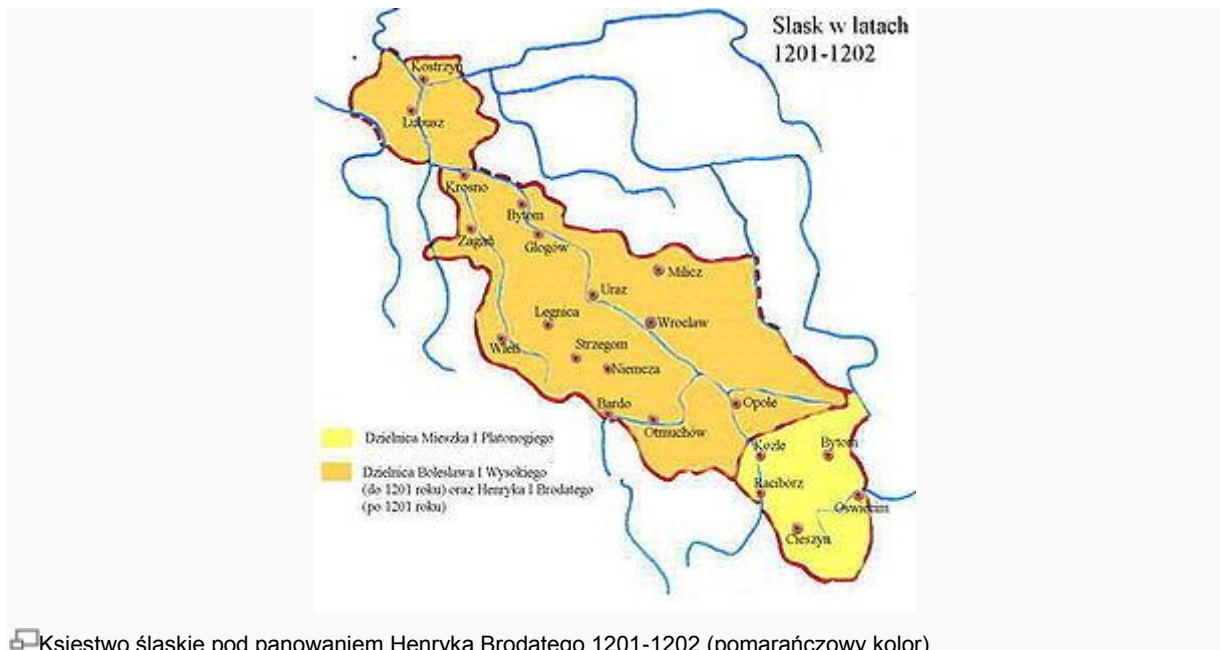 Slask w latach
1201-1202
Kostrzyn
Lubusz
Krosno
Bytom
Żagań
Głogów
Milicz
Uraz
Legnica
Wrocław
Strzegom
Wleń
Niemcza
Bardo
Opole
Otmuchów
Koźle
Bytom
Racibórz
Oświęcim
Cieszyn
Dzielnica Mieszka I Platonogiego
Dzielnica Bolesława I Wysokiego
(do 1201 roku) oraz Henryka I Brodatego
(po 1201 roku)
Księstwo śląskie pod panowaniem Henryka Brodatego 1201-1202 (pomarańczowy kolor)